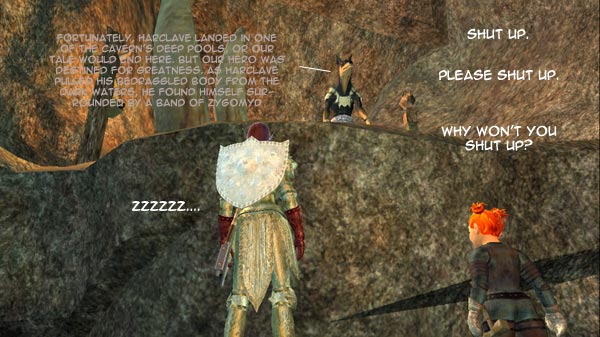 FORTUNATELY, HARCLAVE LANDED IN ONE
OF THE CAVERN'S DEEP POOLS, OR OUR
TALE WOULD END HERE. BUT OUR HERO WAS
DESTINED FOR GREATNESS. AS HARCLAVE
PULLED HIS BEDRAGGLED BODY FROM THE
DARK WATERS, HE FOUND HIMSELF SUR-
ROUNDED BY A BAND OF ZYGOMYD
SHUT UP.
PLEASE SHUT UP.
WHY WON'T YOU
SHUT UP?
ZZZZZZ....